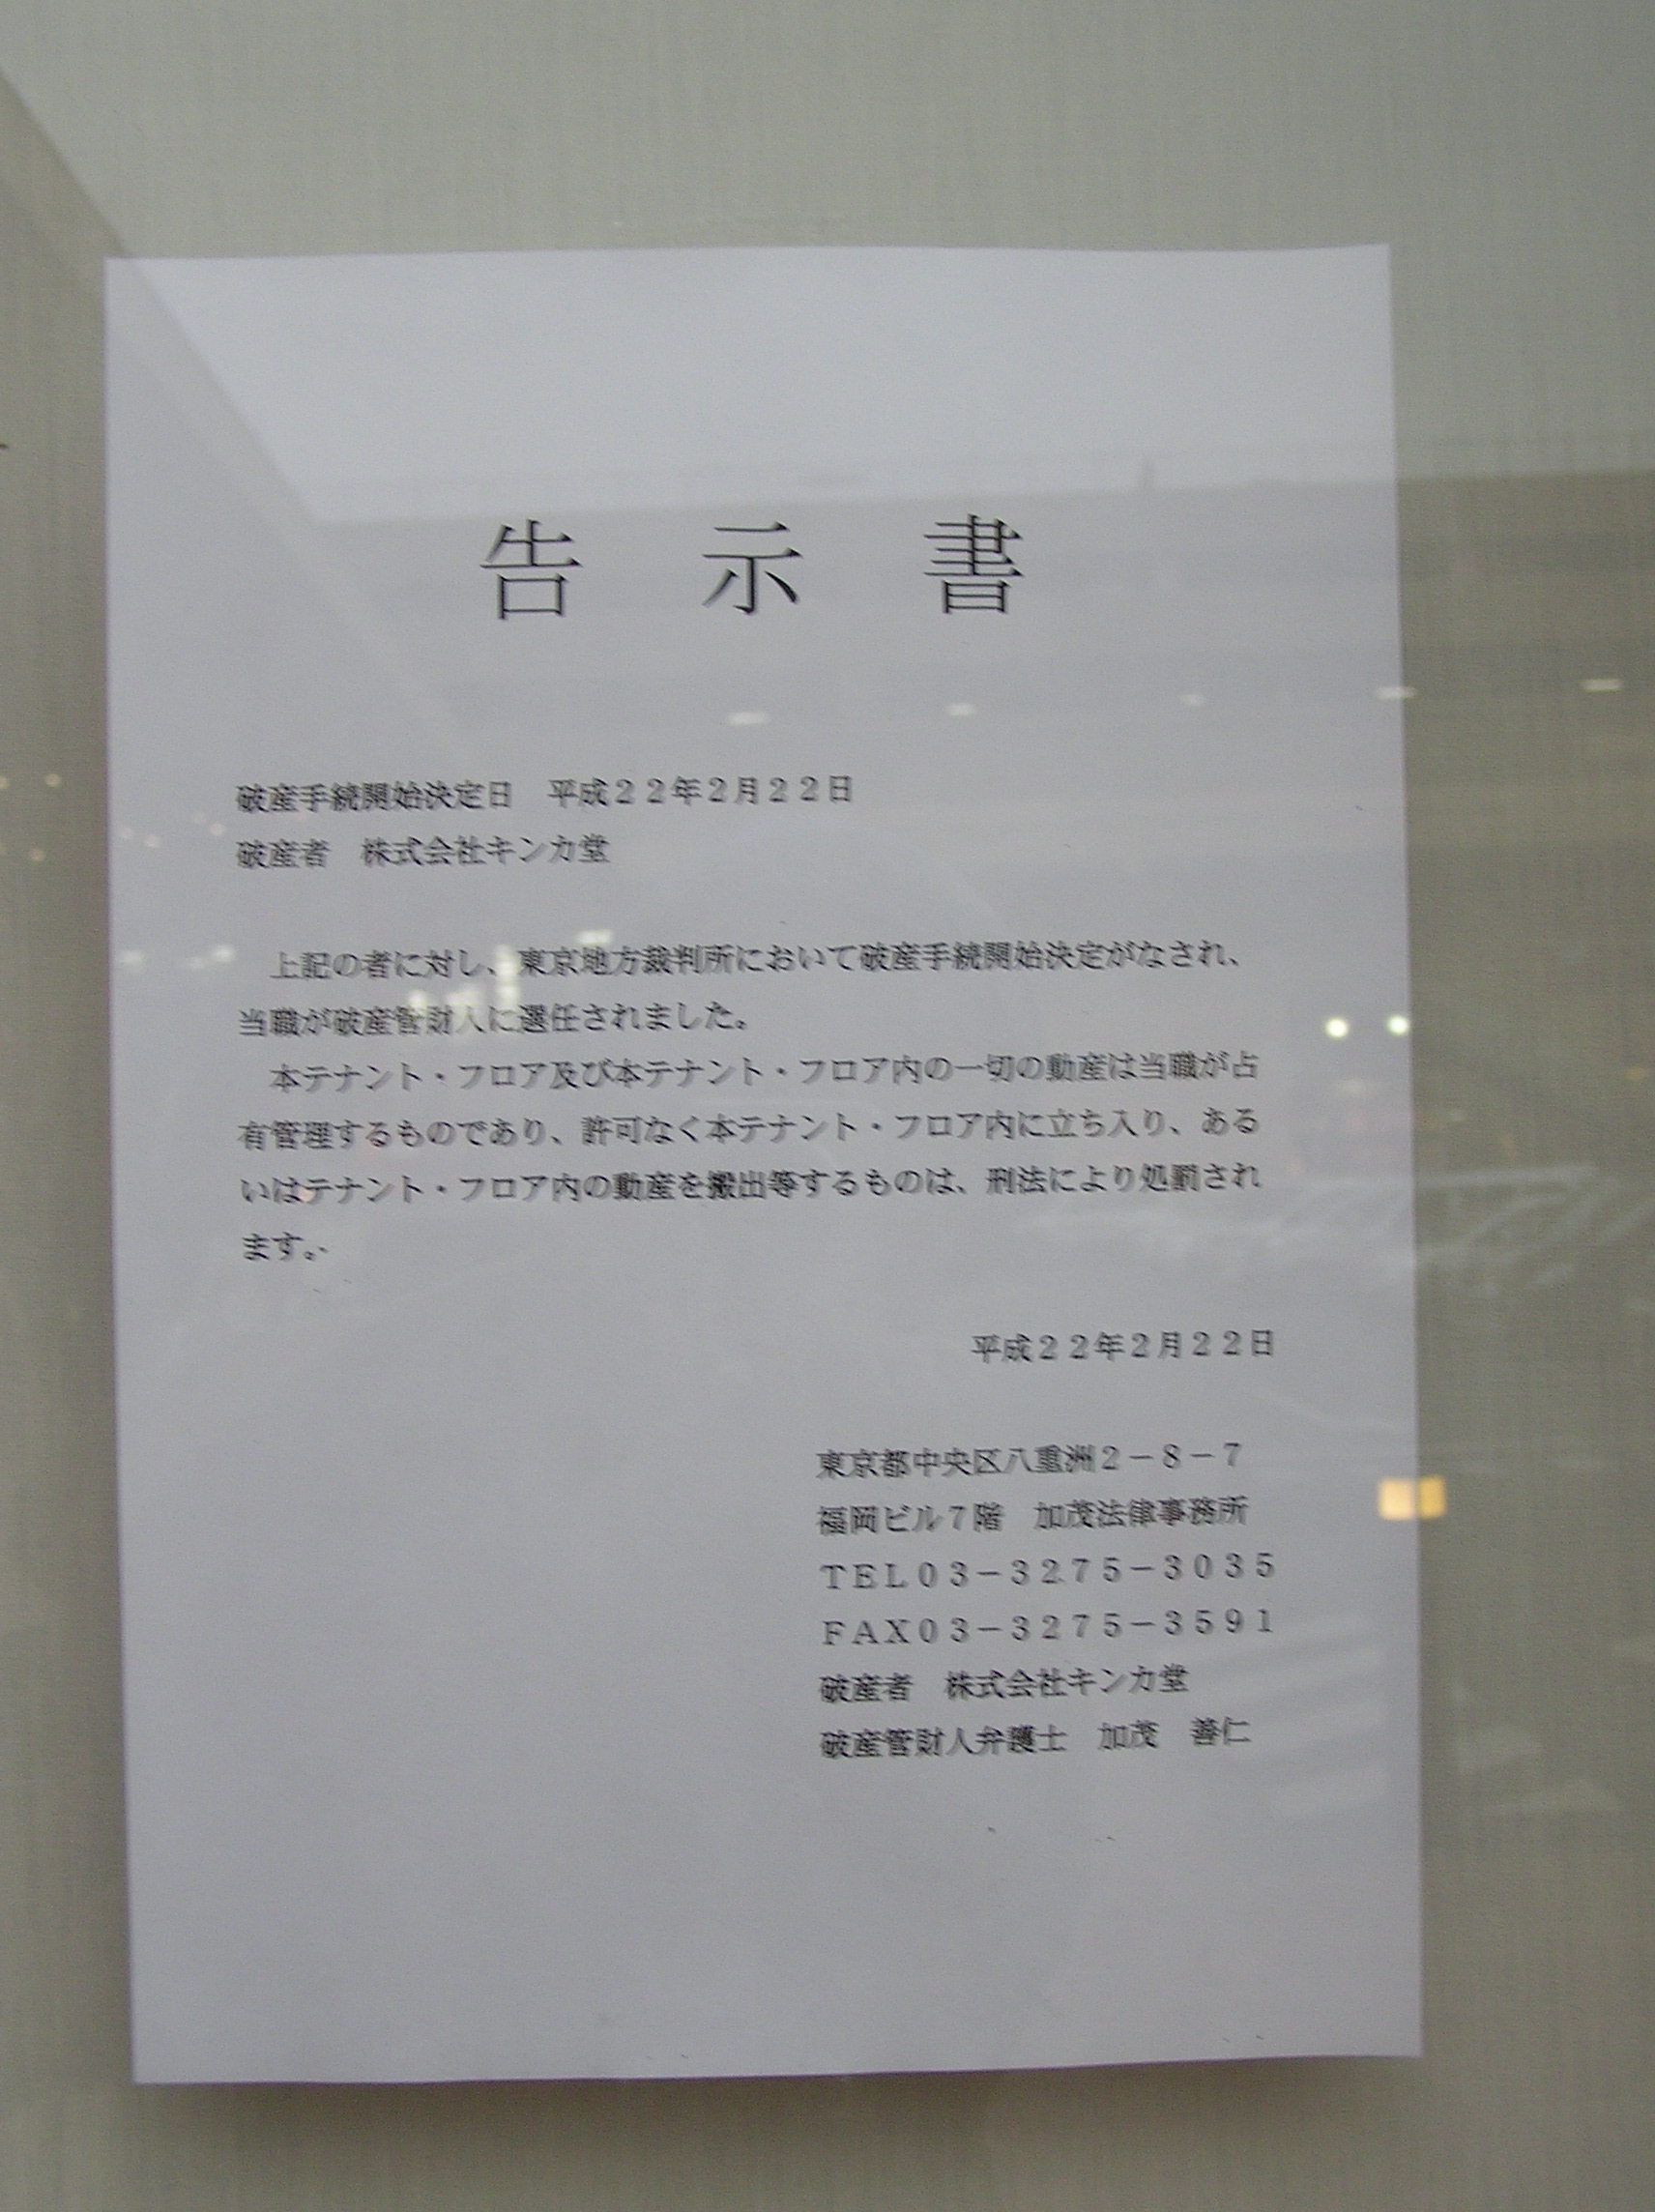 告示書
破産手続開始決定日　平成２２年２月２２日
破産者　株式会社キンカ堂
　上記の者に対し、東京地方裁判所において破産手続開始決定がなされ、
当職が破産管財人に選任されました。
　本テナント・フロア及び本テナント・フロア内の一切の動産は当職が占
有管理するものであり、許可なく本テナント・フロア内に立ち入り、ある
いはテナント・フロア内の動産を搬出等するものは、刑法により処罰され
ます。
平成２２年２月２２日
東京都中央区八重洲２－８－７
福岡ビル７階　加茂法律事務所
ＴＥＬ０３－３２７５－３０３５
ＦＡＸ０３－３２７５－３５９１
破産者　株式会社キンカ堂
破産管財人弁護士　加茂　善仁